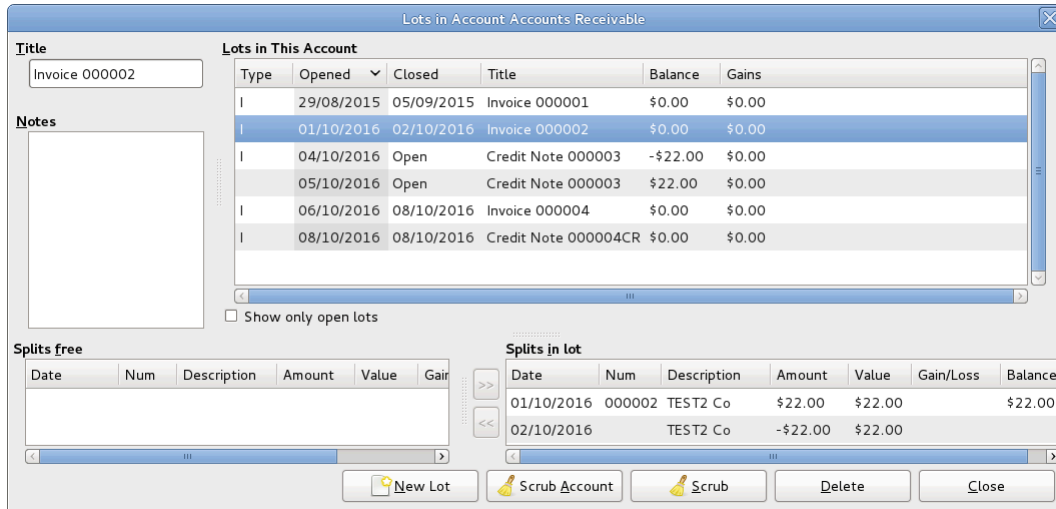 Lots in Account Accounts Receivable
Title
Invoice 000002
Notes
Lots in This Account
Type Opened Closed Title Balance Gains
I 29/08/2015 05/09/2015 Invoice 000001 $0.00 $0.00
I 01/10/2016 02/10/2016 Invoice 000002 $0.00 $0.00
I 04/10/2016 Open Credit Note 000003 -$22.00 $0.00
05/10/2016 Open Credit Note 000003 $22.00 $0.00
I 06/10/2016 08/10/2016 Invoice 000004 $0.00 $0.00
I 08/10/2016 08/10/2016 Credit Note 000004CR $0.00 $0.00
Show only open lots
Splits free
Date Num Description Amount Value Gair
>>
<<
Splits in lot
Date Num Description Amount Value Gain/Loss Balance
01/10/2016 000002 TEST2 Co $22.00 $22.00 $22.00
02/10/2016 TEST2 Co -$22.00 $22.00
New Lot Scrub Account Scrub Delete Close